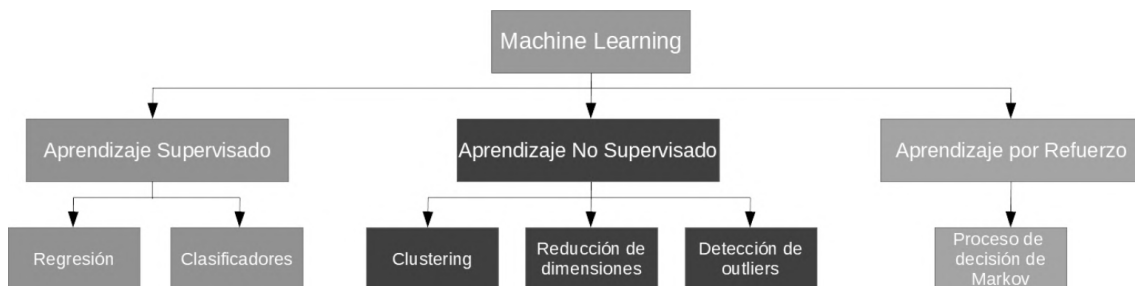 Machine Learning
Aprendizaje Supervisado
Aprendizaje No Supervisado
Aprendizaje por Refuerzo
Regresión
Clasificadores
Clustering
Reducción de
dimensiones
Detección de
outliers
Proceso de
decisión de
Markov